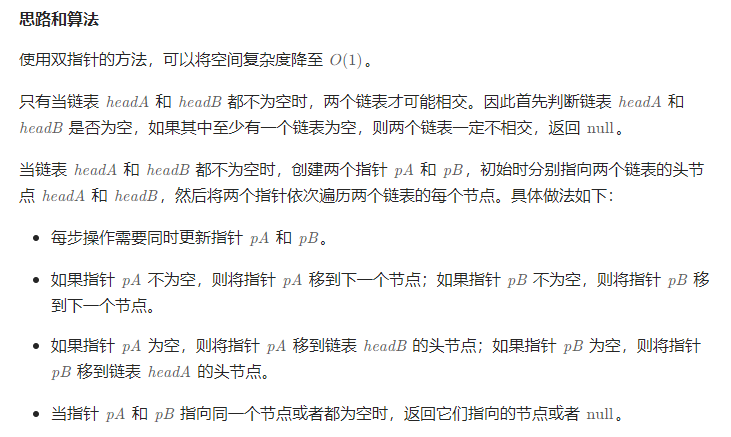 思路和算法
使用双指针的方法，可以将空间复杂度降至 O(1)。
只有当链表 headA 和 headB 都不为空时，两个链表才可能相交。因此首先判断链表 headA 和
headB 是否为空，如果其中至少有一个链表为空，则两个链表一定不相交，返回 null。
当链表 headA 和 headB 都不为空时，创建两个指针 pA 和 pB，初始时分别指向两个链表的头节
点 headA 和 headB，然后将两个指针依次遍历两个链表的每个节点。具体做法如下：
• 每步操作需要同时更新指针 pA 和 pB。
• 如果指针 pA 不为空，则将指针 pA 移到下一个节点；如果指针 pB 不为空，则将指针 pB 移
到下一个节点。
• 如果指针 pA 为空，则将指针 pA 移到链表 headB 的头节点；如果指针 pB 为空，则将指针
pB 移到链表 headA 的头节点。
• 当指针 pA 和 pB 指向同一个节点或者都为空时，返回它们指向的节点或者 null。